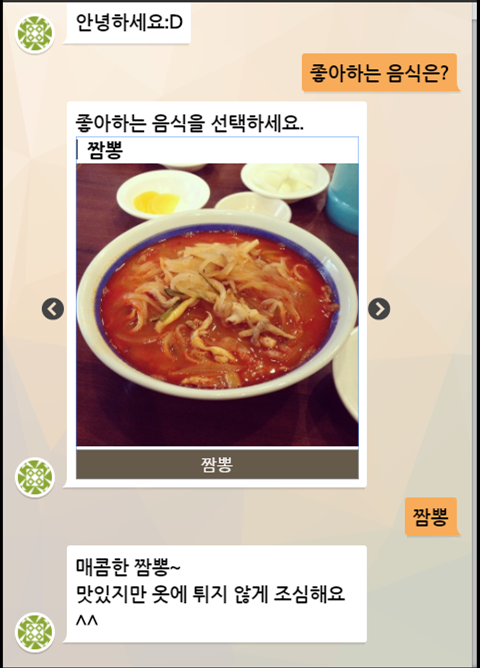 안녕하세요:D
좋아하는 음식은?
좋아하는 음식을 선택하세요.
짬뽕
짬뽕
짬뽕
매콤한 짬뽕~
맛있지만 옷에 튀지 않게 조심해요
^^